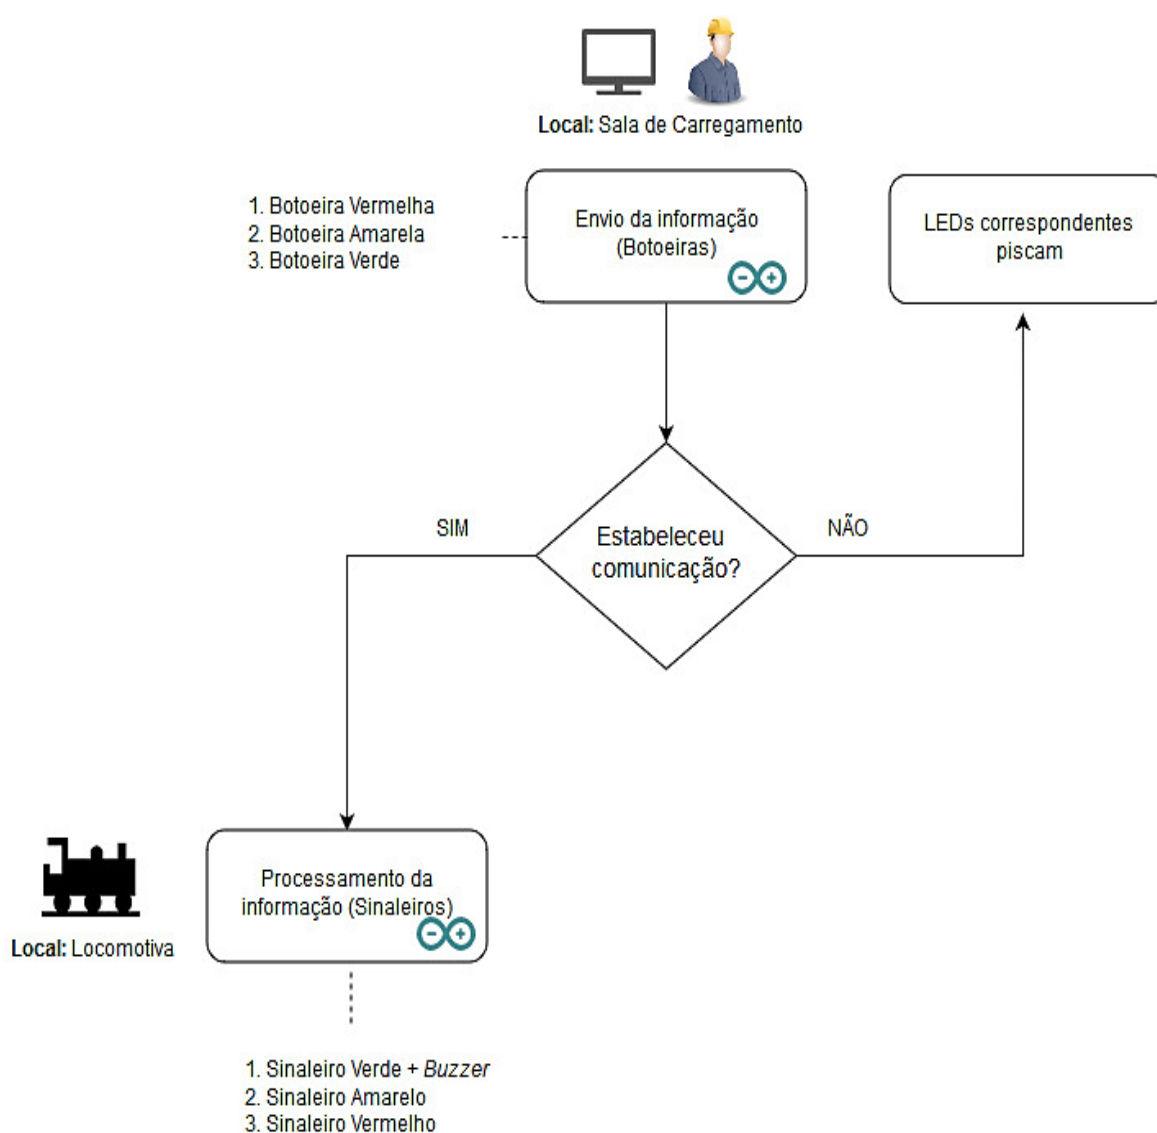 Local: Sala de Carregamento
1. Botoeira Vermelha
2. Botoeira Amarela
3. Botoeira Verde
Envio da informação
(Botoeiras)
LEDs correspondentes
piscam
SIM
Estabeleceu
comunicação?
NÃO
Processamento da
informação (Sinaleiros)
Local: Locomotiva
1. Sinaleiro Verde + Buzzer
2. Sinaleiro Amarelo
3. Sinaleiro Vermelho